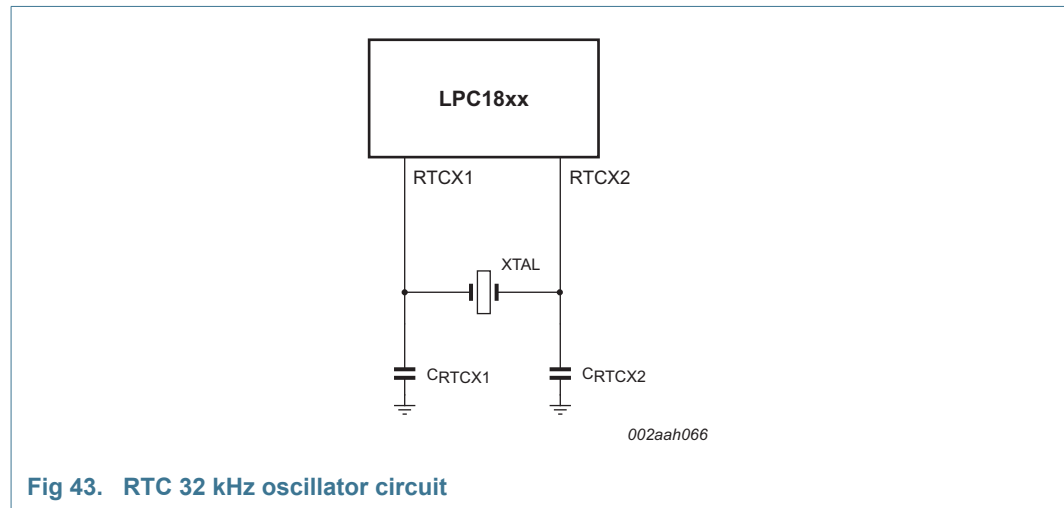 LPC18xx
RTCX1 RTCX2
XTAL
CRTCX1 CRTCX2
002aah066
Fig 43. RTC 32 kHz oscillator circuit